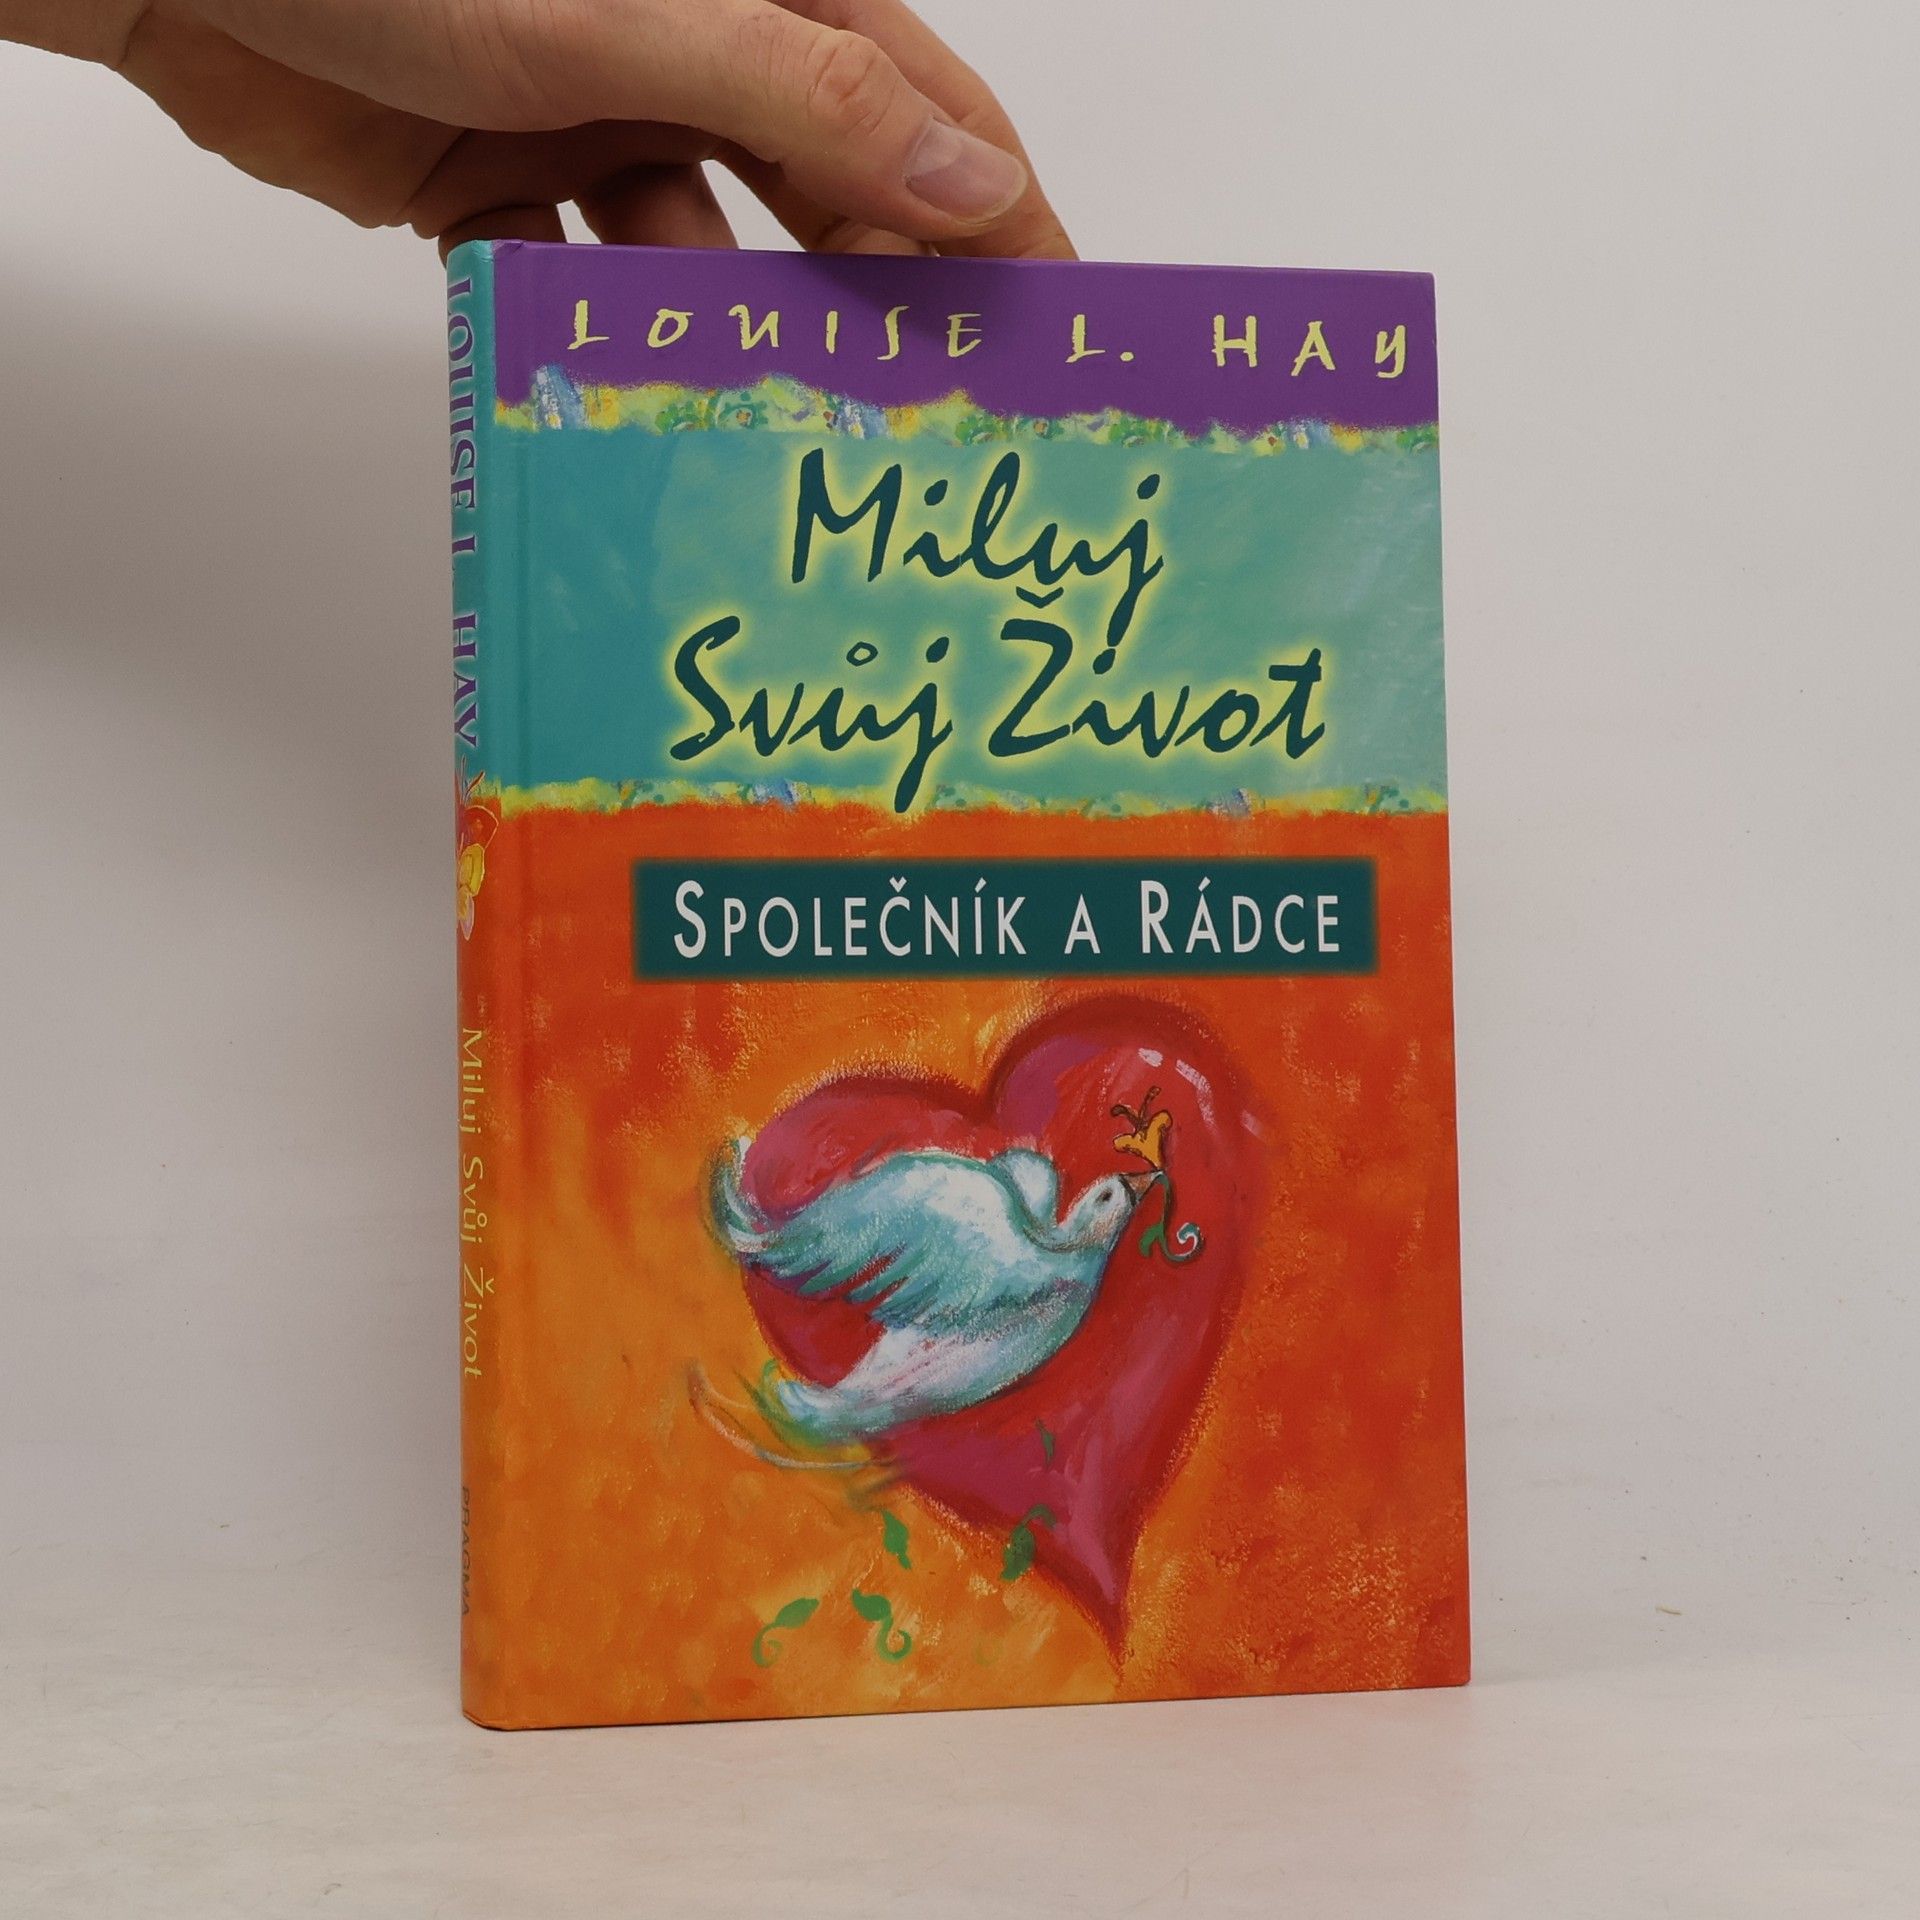 LOUISE L. HAY
Miluj
Svůj Život
SPOLEČNÍK A RÁDCE
LOUISE L. HAY
Miluj Svůj Život
PRAGMA